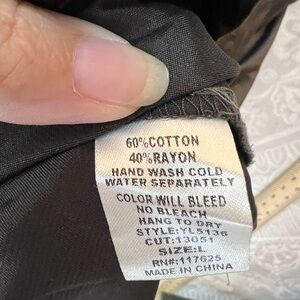 60%COTTON
40%RAYON
HAND WASH COLD
WATER SEPARATELY
COLOR WILL BLEED
NO BLEACH
HANG TO DRY
STYLE:YL5136
CUT:13051
SIZE:L
RN#:117625
MADE IN CHINA